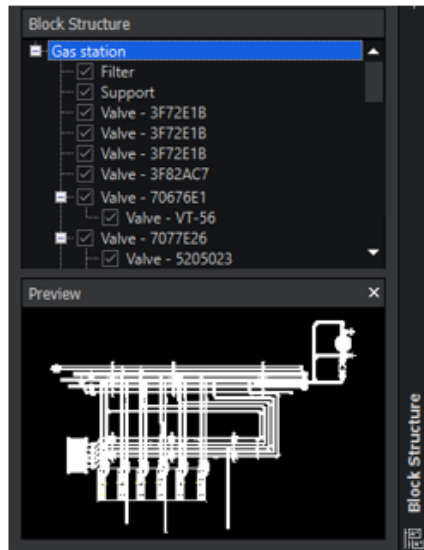 Block Structure
Gas station
Filter
Support
Valve - 3F72E1B
Valve - 3F72E1B
Valve - 3F72E1B
Valve - 3F82AC7
Valve - 70676E1
Valve - VT-56
Valve - 7077E26
Valve - 5205023
Preview
Block Structure